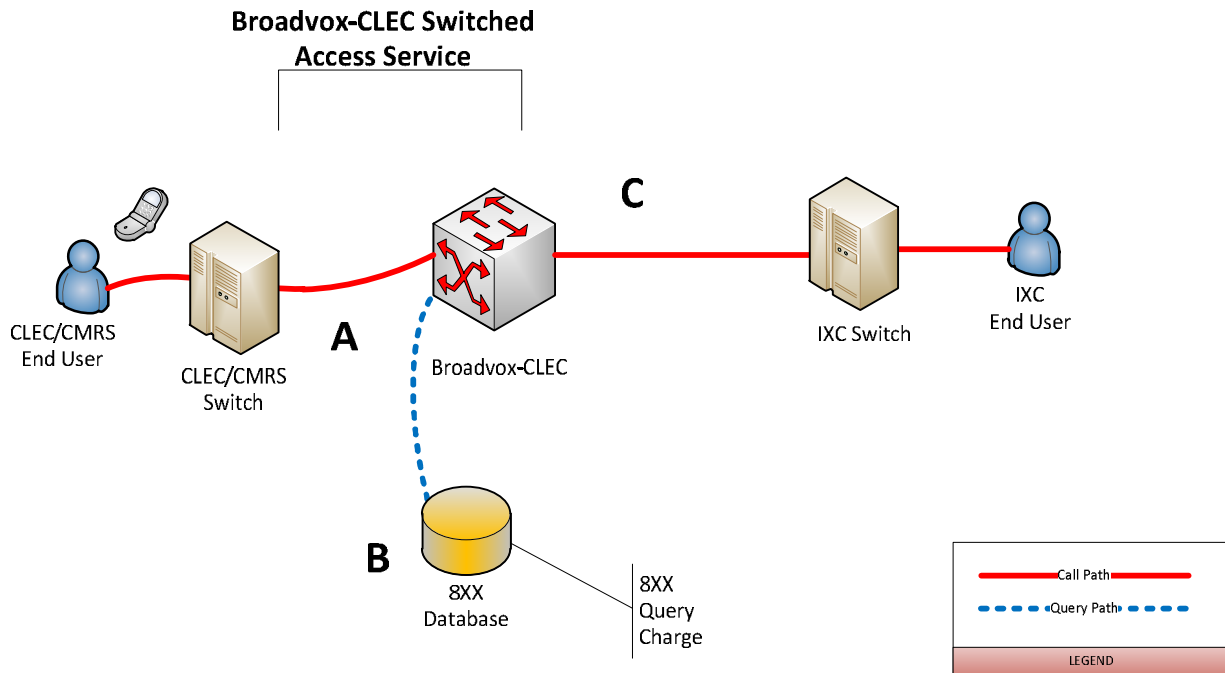 Broadvox-CLEC Switched
Access Service
C
CLEC/CMRS
End User
CLEC/CMRS
Switch
A
Broadvox-CLEC
IXC Switch
IXC
End User
B
8XX
Database
8XX
Query
Charge
Call Path
Query Path
LEGEND